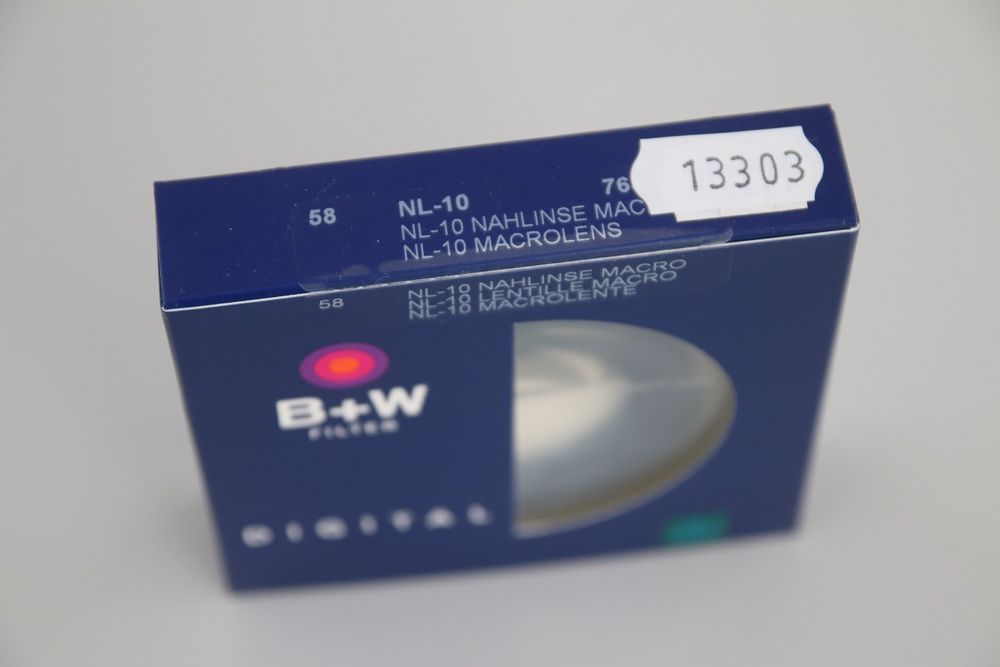 13303
58 NL-10 76
NL-10 NAHLINSE MAC
NL-10 MACROLENS
58 NL-10 NAHLINSE MACRO
NL-10 LENTILLE MACRO
NL-10 MACROLENTE
B+W
FILTER
DIGITAL